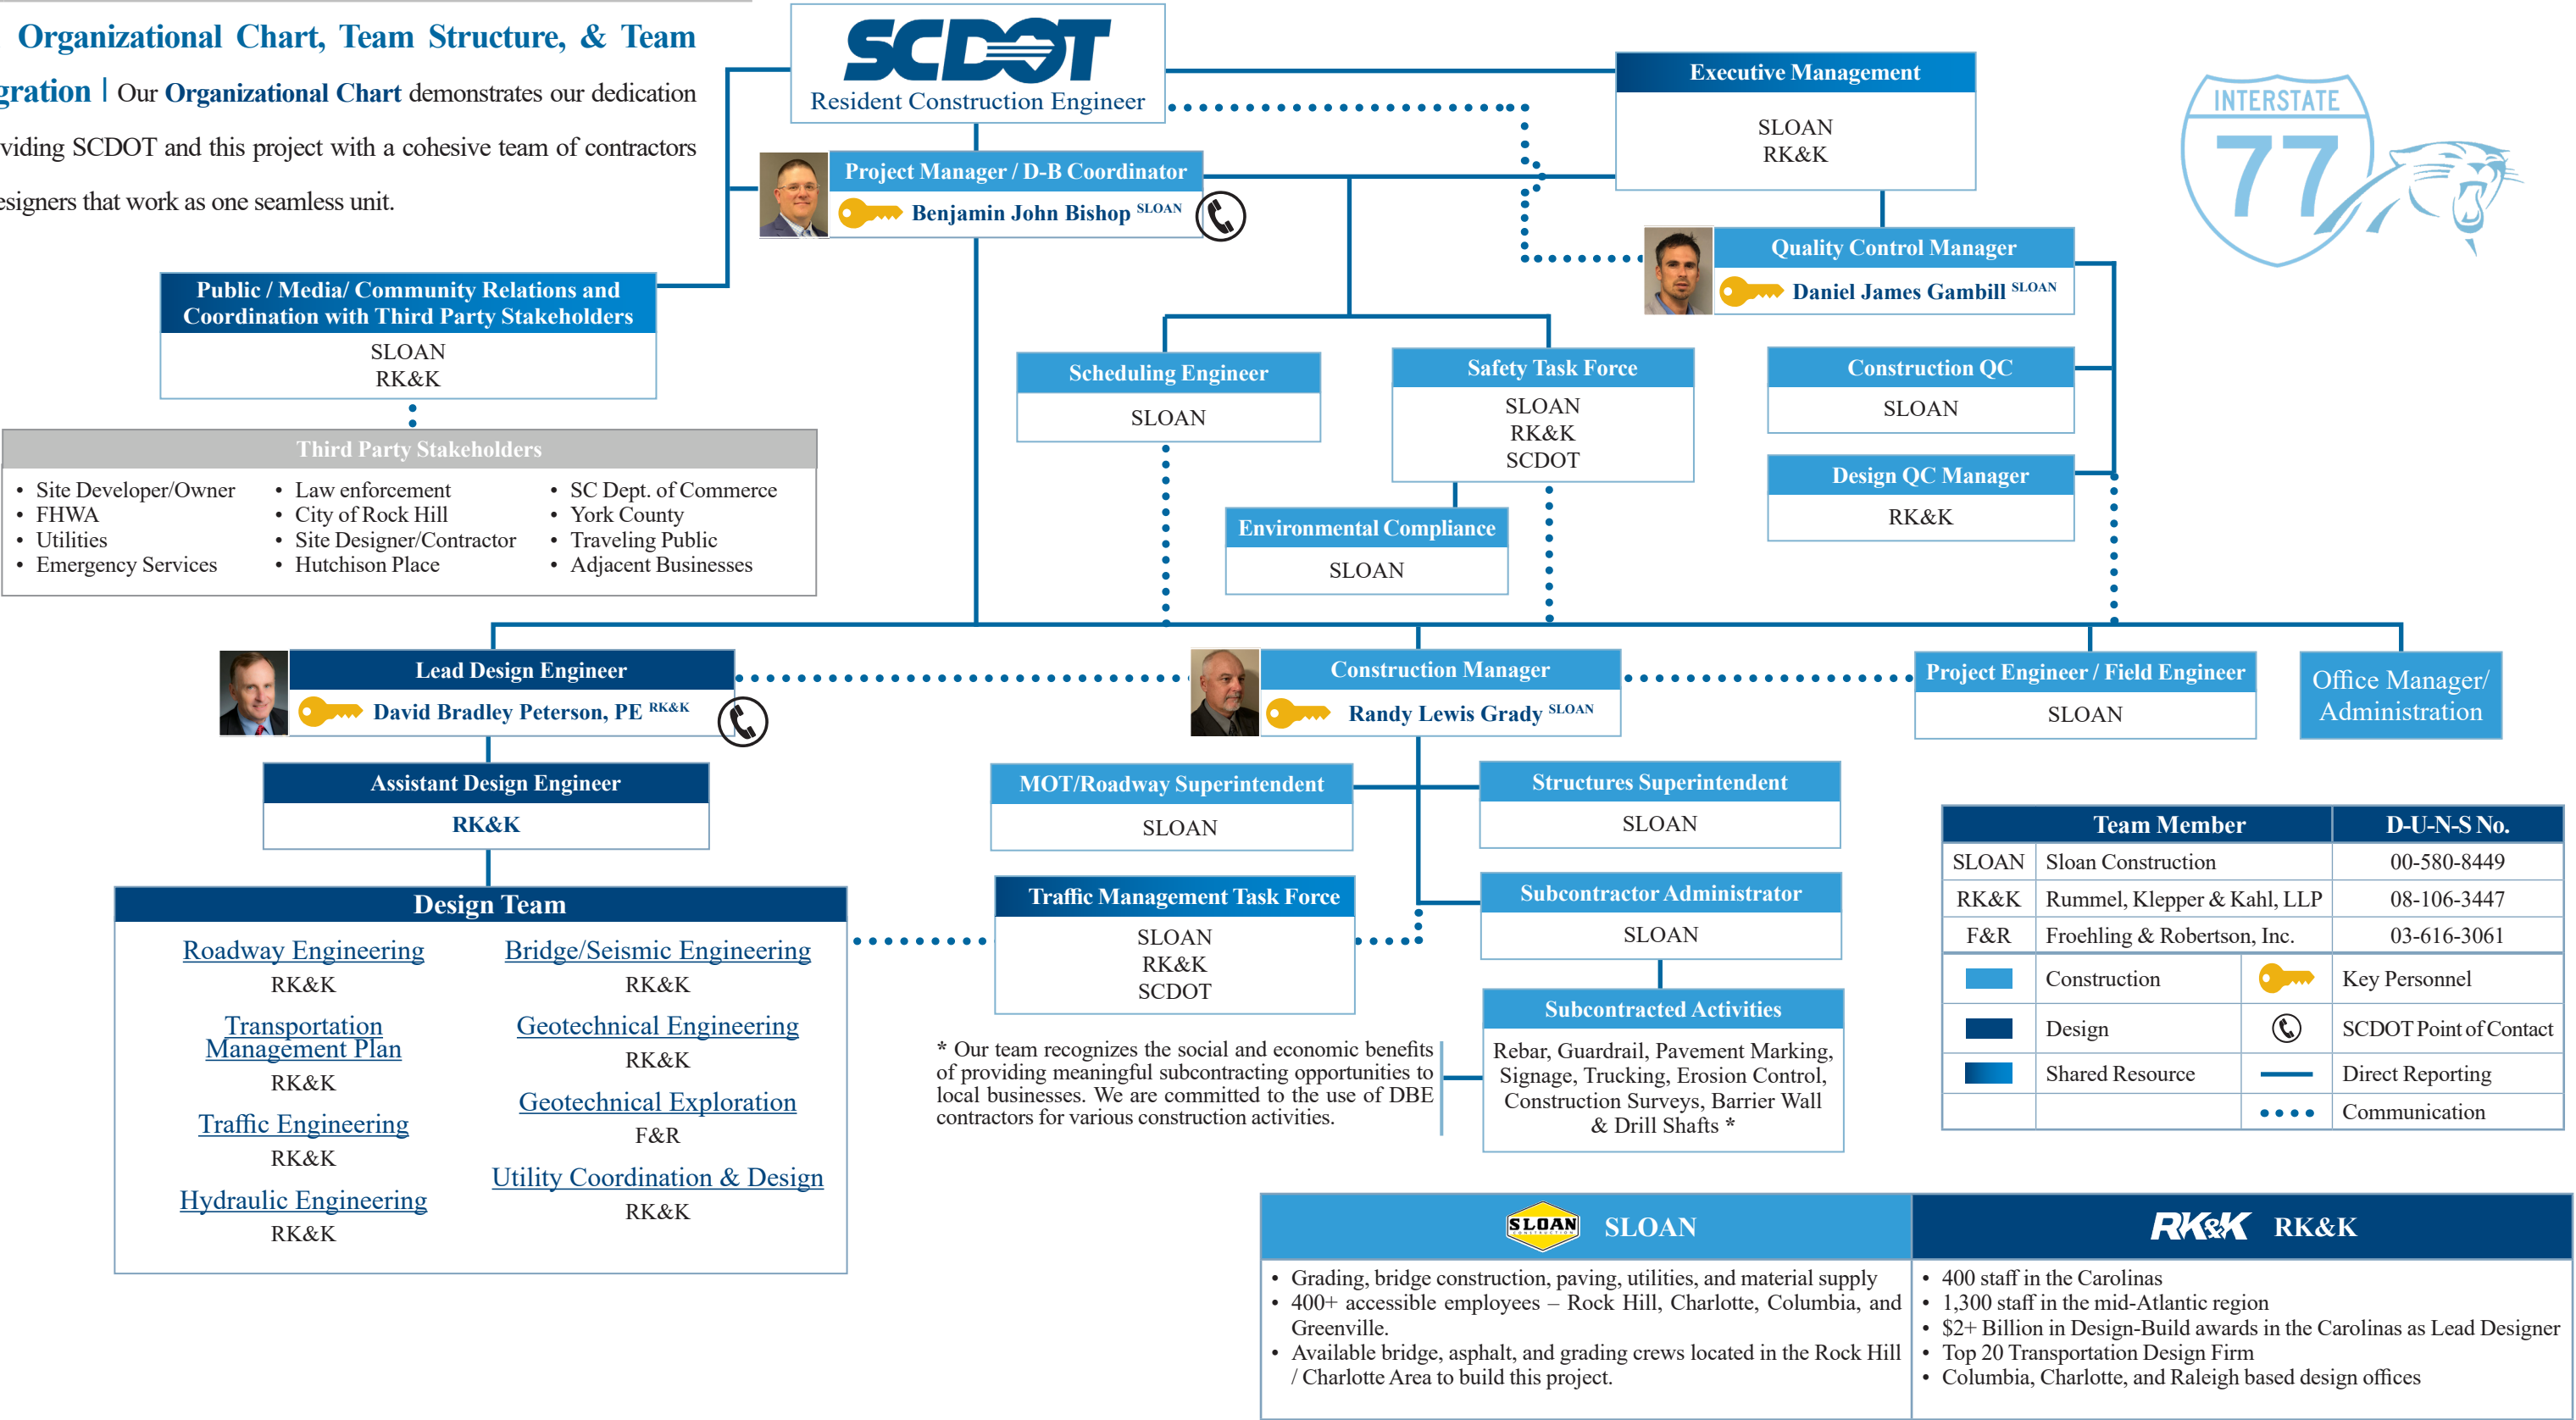 Organizational Chart, Team Structure, & Team
gration | Our Organizational Chart demonstrates our dedication
viding SCDOT and this project with a cohesive team of contractors
esigners that work as one seamless unit.
SCDOT
Resident Construction Engineer
Executive Management
SLOAN
RK&K
INTERSTATE
77
Project Manager / D-B Coordinator
Benjamin John Bishop SLOAN
Quality Control Manager
Daniel James Gambill SLOAN
Public / Media/ Community Relations and
Coordination with Third Party Stakeholders
SLOAN
RK&K
Scheduling Engineer
SLOAN
Safety Task Force
SLOAN
RK&K
SCDOT
Construction QC
SLOAN
Design QC Manager
RK&K
Environmental Compliance
SLOAN
Third Party Stakeholders
• Site Developer/Owner
• FHWA
• Utilities
• Emergency Services
• Law enforcement
• City of Rock Hill
• Site Designer/Contractor
• Hutchison Place
• SC Dept. of Commerce
• York County
• Traveling Public
• Adjacent Businesses
Lead Design Engineer
David Bradley Peterson, PE RK&K
Construction Manager
Randy Lewis Grady SLOAN
Project Engineer / Field Engineer
SLOAN
Office Manager/
Administration
Assistant Design Engineer
RK&K
MOT/Roadway Superintendent
SLOAN
Structures Superintendent
SLOAN
Design Team
Roadway Engineering
RK&K
Transportation
Management Plan
RK&K
Traffic Engineering
RK&K
Hydraulic Engineering
RK&K
Bridge/Seismic Engineering
RK&K
Geotechnical Engineering
RK&K
Geotechnical Exploration
F&R
Utility Coordination & Design
RK&K
Traffic Management Task Force
SLOAN
RK&K
SCDOT
Subcontractor Administrator
SLOAN
Subcontracted Activities
Rebar, Guardrail, Pavement Marking,
Signage, Trucking, Erosion Control,
Construction Surveys, Barrier Wall
& Drill Shafts *
* Our team recognizes the social and economic benefits
of providing meaningful subcontracting opportunities to
local businesses. We are committed to the use of DBE
contractors for various construction activities.
Team Member D-U-N-S No.
SLOAN Sloan Construction 00-580-8449
RK&K Rummel, Klepper & Kahl, LLP 08-106-3447
F&R Froehling & Robertson, Inc. 03-616-3061
Construction Key Personnel
Design SCDOT Point of Contact
Shared Resource Direct Reporting
Communication
SLOAN CONSTRUCTION SLOAN
• Grading, bridge construction, paving, utilities, and material supply
• 400+ accessible employees – Rock Hill, Charlotte, Columbia, and
Greenville.
• Available bridge, asphalt, and grading crews located in the Rock Hill
/ Charlotte Area to build this project.
RK&K RK&K
• 400 staff in the Carolinas
• 1,300 staff in the mid-Atlantic region
• $2+ Billion in Design-Build awards in the Carolinas as Lead Designer
• Top 20 Transportation Design Firm
• Columbia, Charlotte, and Raleigh based design offices